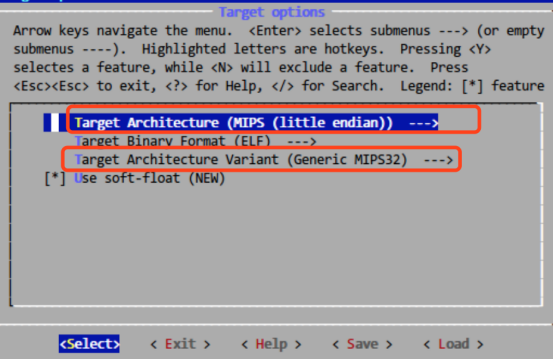 Target options
Arrow keys navigate the menu. <Enter> selects submenus ---> (or empty
submenus ----). Highlighted letters are hotkeys. Pressing <Y>
selectes a feature, while <N> will exclude a feature. Press
<Esc><Esc> to exit, <?> for Help, </> for Search. Legend: [*] feature
Target Architecture (MIPS (little endian)) --->
Target Binary Format (ELF) --->
Target Architecture Variant (Generic MIPS32) --->
[*] Use soft-float (NEW)
<Select> < Exit > < Help > < Save > < Load >